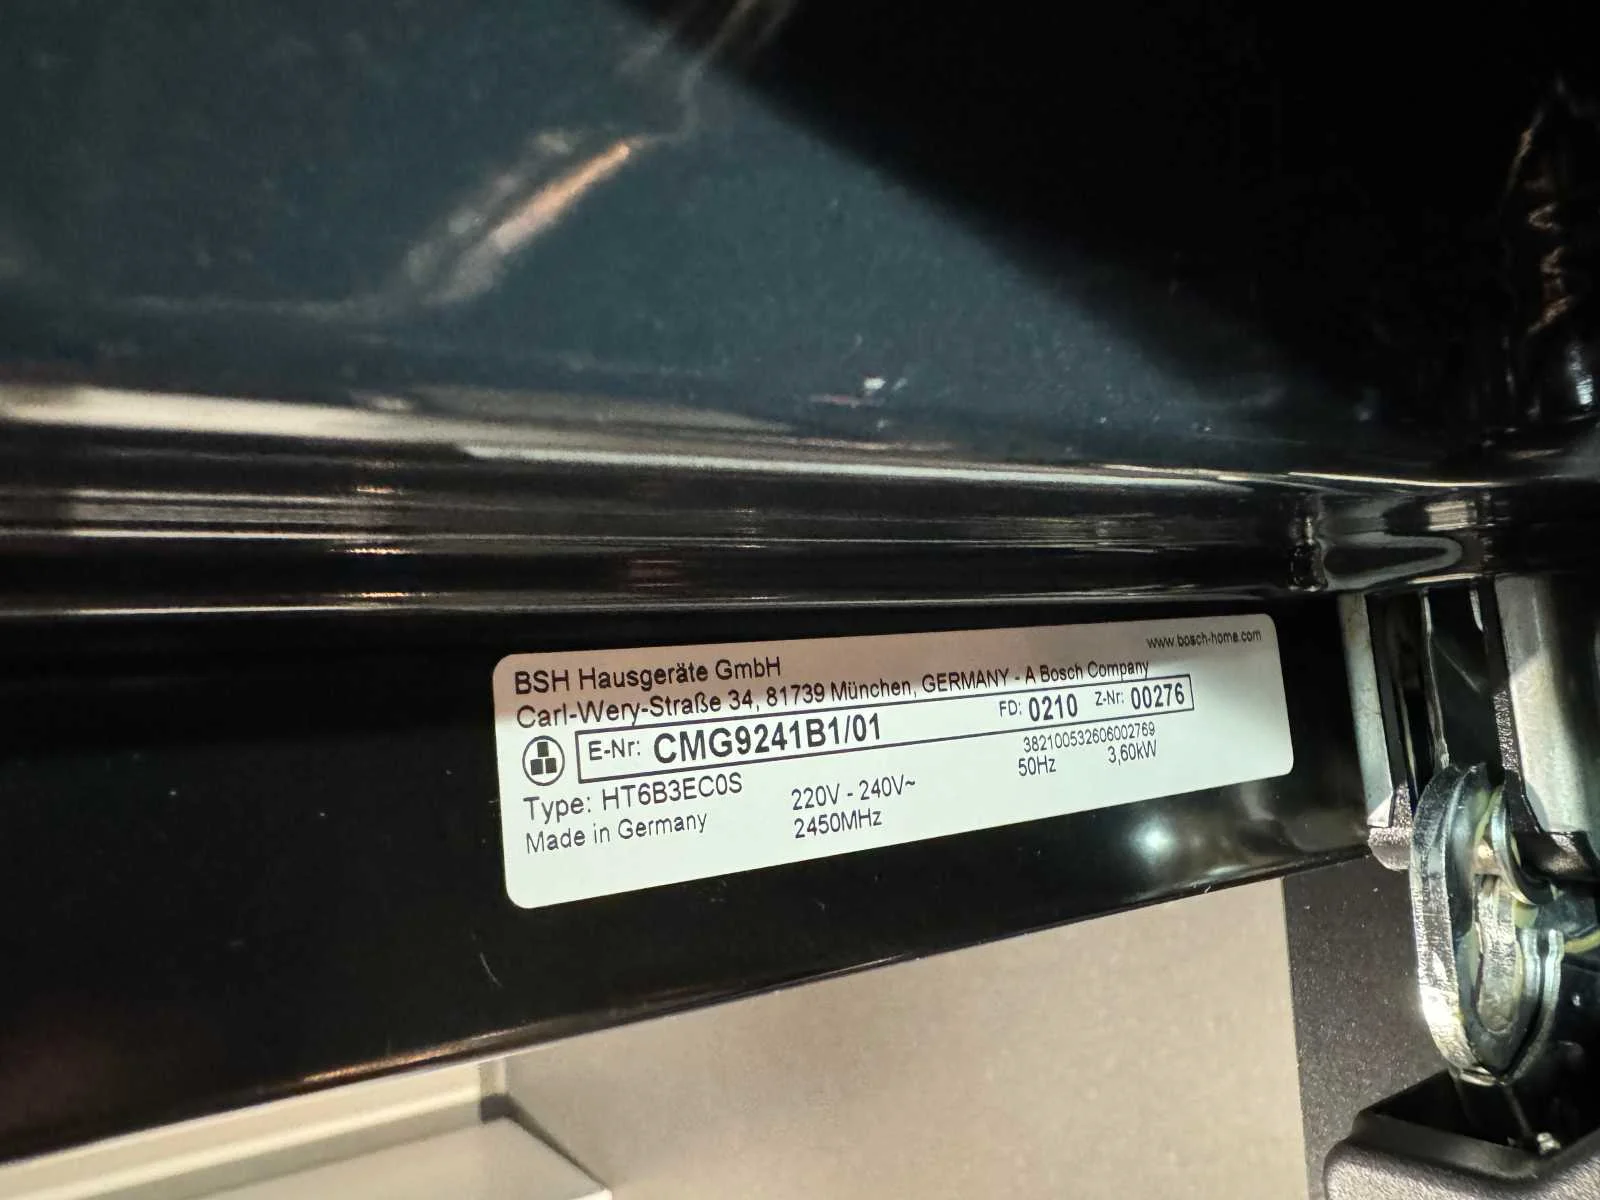 www.bosch-home.com
BSH Hausgeräte GmbH
Carl-Wery-Straße 34, 81739 München, GERMANY - A Bosch Company
E-Nr: CMG9241B1/01 FD: 0210 Z-Nr: 00276
382100532606002769
Type: HT6B3EC0S 220V - 240V~ 50Hz 3,60kW
Made in Germany 2450MHz